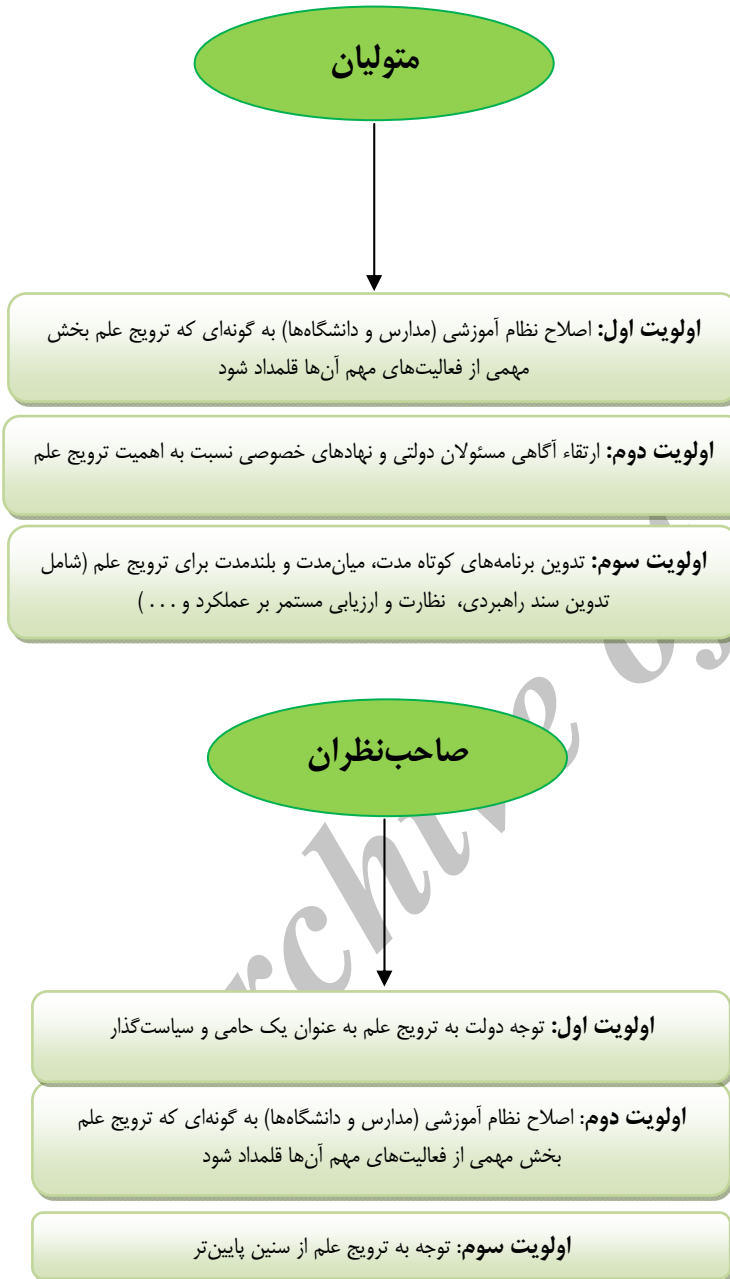 متولیان
اولویت اول: اصلاح نظام آموزشی (مدارس و دانشگاه‌ها) به گونه‌ای که ترویج علم بخش
مهمی از فعالیت‌های مهم آن‌ها قلمداد شود
اولویت دوم: ارتقاء آگاهی مسئولان دولتی و نهادهای خصوصی نسبت به اهمیت ترویج علم
اولویت سوم: تدوین برنامه‌های کوتاه مدت، میان‌مدت و بلندمدت برای ترویج علم (شامل
تدوین سند راهبردی، نظارت و ارزیابی مستمر بر عملکرد و . . . )
صاحب‌نظران
اولویت اول: توجه دولت به ترویج علم به عنوان یک حامی و سیاست‌گذار
اولویت دوم: اصلاح نظام آموزشی (مدارس و دانشگاه‌ها) به گونه‌ای که ترویج علم
بخش مهمی از فعالیت‌های مهم آن‌ها قلمداد شود
اولویت سوم: توجه به ترویج علم از سنین پایین‌تر